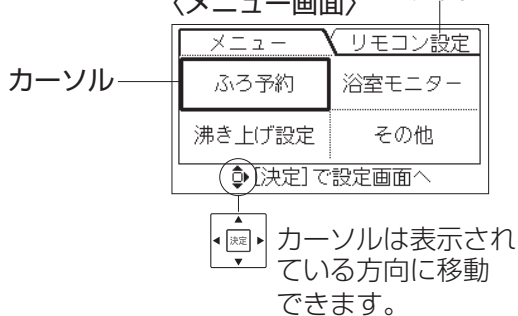 〈メニュー画面〉
メニュー リモコン設定
カーソル
ふろ予約 浴室モニター
沸き上げ設定 その他
[決定]で設定画面へ
決定
カーソルは表示され
ている方向に移動
できます。